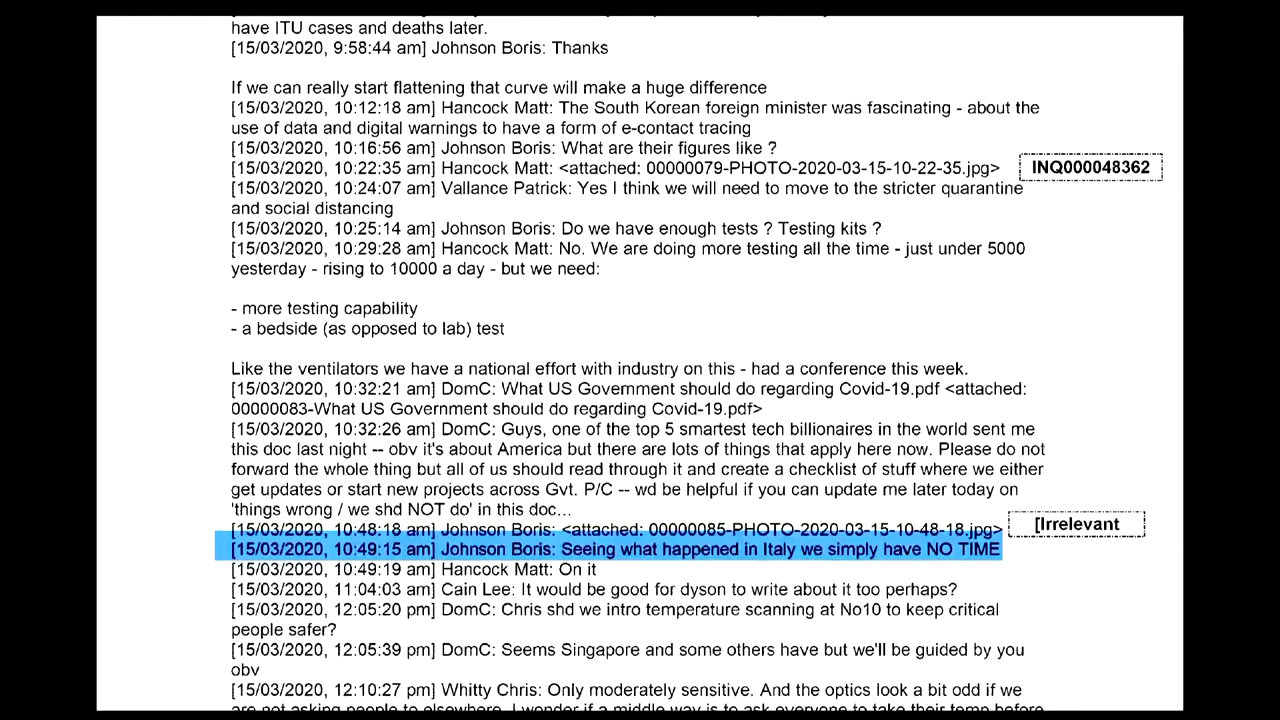 have ITU cases and deaths later.
[15/03/2020, 9:58:44 am] Johnson Boris: Thanks
If we can really start flattening that curve will make a huge difference
[15/03/2020, 10:12:18 am] Hancock Matt: The South Korean foreign minister was fascinating - about the
use of data and digital warnings to have a form of e-contact tracing
[15/03/2020, 10:16:56 am] Johnson Boris: What are their figures like ?
[15/03/2020, 10:22:35 am] Hancock Matt: <attached: 00000079-PHOTO-2020-03-15-10-22-35.jpg> INQ000048362
[15/03/2020, 10:24:07 am] Vallance Patrick: Yes I think we will need to move to the stricter quarantine
and social distancing
[15/03/2020, 10:25:14 am] Johnson Boris: Do we have enough tests ? Testing kits ?
[15/03/2020, 10:29:28 am] Hancock Matt: No. We are doing more testing all the time - just under 5000
yesterday - rising to 10000 a day - but we need:
- more testing capability
- a bedside (as opposed to lab) test
Like the ventilators we have a national effort with industry on this - had a conference this week.
[15/03/2020, 10:32:21 am] DomC: What US Government should do regarding Covid-19.pdf <attached:
00000083-What US Government should do regarding Covid-19.pdf>
[15/03/2020, 10:32:26 am] DomC: Guys, one of the top 5 smartest tech billionaires in the world sent me
this doc last night -- obv it's about America but there are lots of things that apply here now. Please do not
forward the whole thing but all of us should read through it and create a checklist of stuff where we either
get updates or start new projects across Gvt. P/C -- wd be helpful if you can update me later today on
'things wrong / we shd NOT do' in this doc...
[15/03/2020, 10:48:18 am] Johnson Boris: <attached: 00000085-PHOTO-2020-03-15-10-48-18.jpg> [Irrelevant
[15/03/2020, 10:49:15 am] Johnson Boris: Seeing what happened in Italy we simply have NO TIME
[15/03/2020, 10:49:19 am] Hancock Matt: On it
[15/03/2020, 11:04:03 am] Cain Lee: It would be good for dyson to write about it too perhaps?
[15/03/2020, 12:05:20 pm] DomC: Chris shd we intro temperature scanning at No10 to keep critical
people safer?
[15/03/2020, 12:05:39 pm] DomC: Seems Singapore and some others have but we'll be guided by you
obv
[15/03/2020, 12:10:27 pm] Whitty Chris: Only moderately sensitive. And the optics look a bit odd if we
are not asking people to elsewhere. I wonder if a middle way is to ask everyone to take their temp before